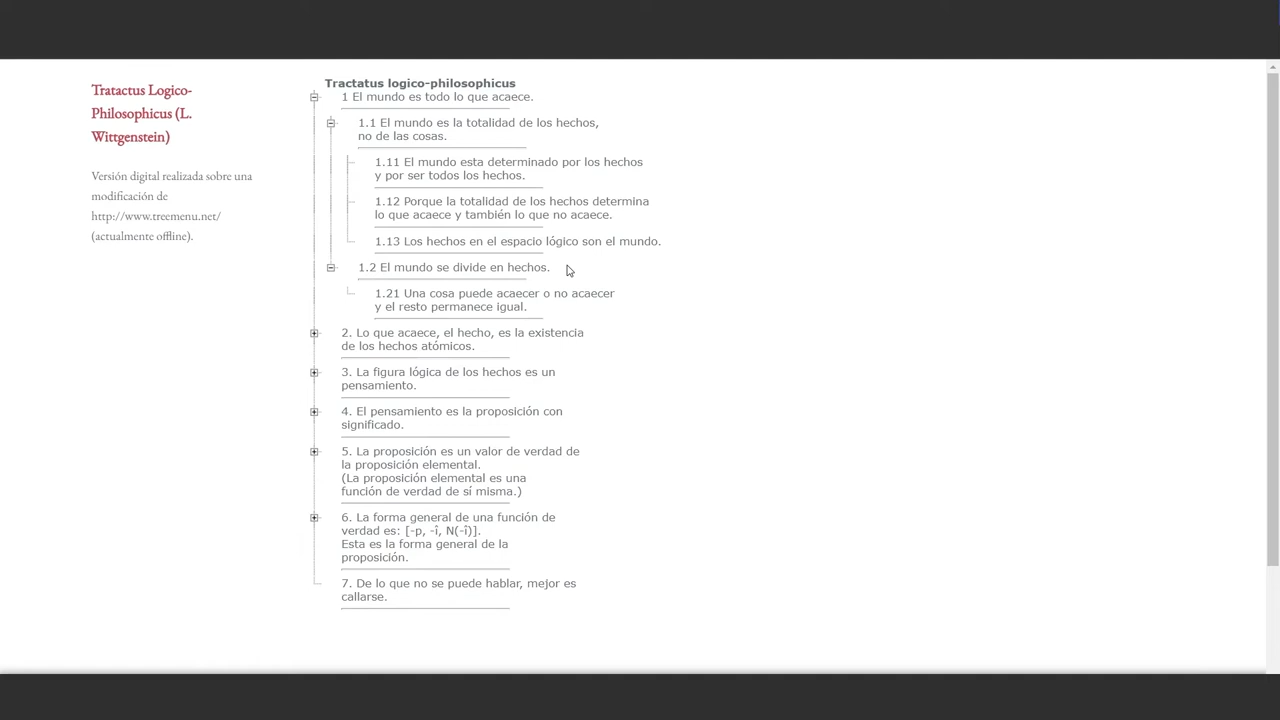 Tratactus Logico-
Philosophicus (L.
Wittgenstein)
Versión digital realizada sobre una
modificación de
http://www.treemenu.net/
(actualmente offline).
Tractatus logico-philosophicus
1 El mundo es todo lo que acaece.
1.1 El mundo es la totalidad de los hechos,
no de las cosas.
1.11 El mundo esta determinado por los hechos
y por ser todos los hechos.
1.12 Porque la totalidad de los hechos determina
lo que acaece y también lo que no acaece.
1.13 Los hechos en el espacio lógico son el mundo.
1.2 El mundo se divide en hechos.
1.21 Una cosa puede acaecer o no acaecer
y el resto permanece igual.
2. Lo que acaece, el hecho, es la existencia
de los hechos atómicos.
3. La figura lógica de los hechos es un
pensamiento.
4. El pensamiento es la proposición con
significado.
5. La proposición es un valor de verdad de
la proposición elemental.
(La proposición elemental es una
función de verdad de sí misma.)
6. La forma general de una función de
verdad es: [-p, -î, N(-î)].
Esta es la forma general de la
proposición.
7. De lo que no se puede hablar, mejor es
callarse.